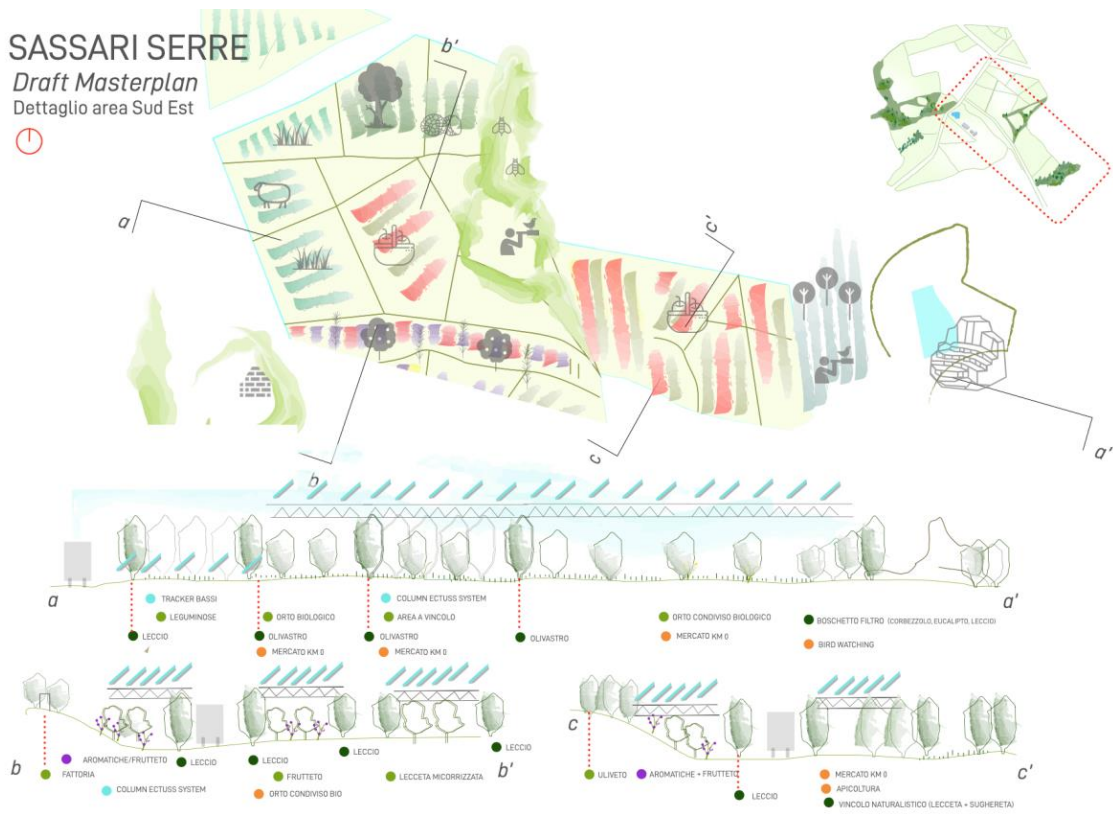 SASSARI SERRE
Draft Masterplan
Dettaglio area Sud Est
b'
a
c'
b
c
a'
a
a'
TRACKER BASSI
COLUMN ECTUSS SYSTEM
LEGUMINOSE
ORTO BIOLOGICO
AREA A VINCOLO
ORTO CONDIVISO BIOLOGICO
BOSCHETTO FILTRO (CORBEZZOLO, EUCALIPTO, LECCIO)
LECCIO
OLIVASTRO
OLIVASTRO
OLIVASTRO
MERCATO KM 0
MERCATO KM 0
MERCATO KM 0
BIRD WATCHING
b
b'
AROMATICHE/FRUTTETO
LECCIO
LECCIO
LECCIO
LECCIO
FATTORIA
FRUTTETO
LECCETA MICORRIZZATA
COLUMN ECTUSS SYSTEM
ORTO CONDIVISO BIO
c
c'
ULIVETO
AROMATICHE + FRUTTETO
MERCATO KM 0
APICOLTURA
LECCIO
VINCOLO NATURALISTICO (LECCETA + SUGHERETA)